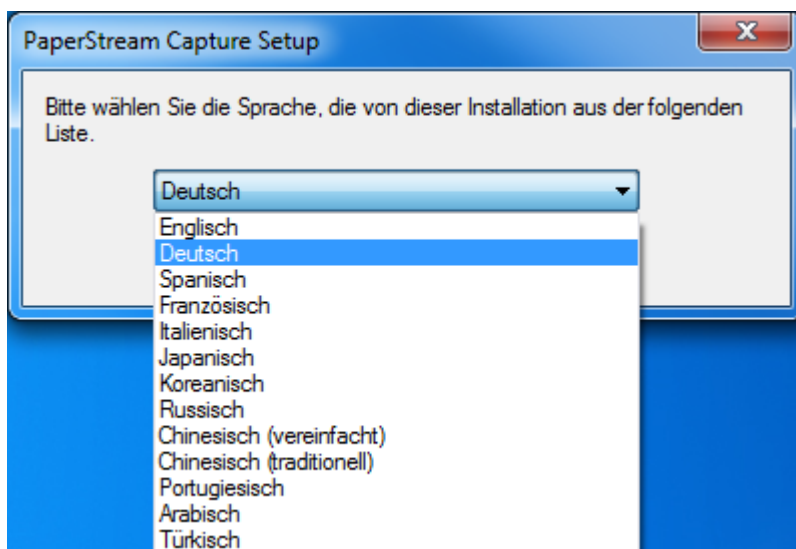 PaperStream Capture Setup
Bitte wählen Sie die Sprache, die von dieser Installation aus der folgenden
Liste.
Deutsch
Englisch
Deutsch
Spanisch
Französisch
Italienisch
Japanisch
Koreanisch
Russisch
Chinesisch (vereinfacht)
Chinesisch (traditionell)
Portugiesisch
Arabisch
Türkisch